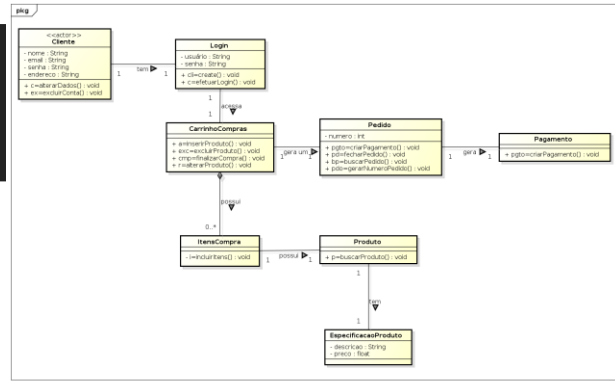 pkg
<<actor>>
Cliente
- nome : String
- email : String
- senha : String
- endereco : String
+ c=alterarDados() : void
+ ex=excluirConta() : void
1
tem
1
Login
- usuário : String
- senha : String
+ cli=create() : void
+ c=efetuarLogin() : void
1
acessa
1
CarrinhoCompras
+ a=inserirProduto() : void
+ exc=excluirProduto() : void
+ cmp=finalizarCompra() : void
+ r=alterarProduto() : void
1
gera um
1
Pedido
- numero : int
+ pgto=criarPagamento() : void
+ pd=fecharPedido() : void
+ bp=buscarPedido() : void
+ pdo=gerarNumeroPedido() : void
1
gera
1
Pagamento
+ pgto=criarPagamento() : void
possui
0..*
ItensCompra
- i=incluirItens() : void
1
possui
1
Produto
+ p=buscarProduto() : void
1
tem
1
EspecificacaoProduto
- descricao : String
- preco : float